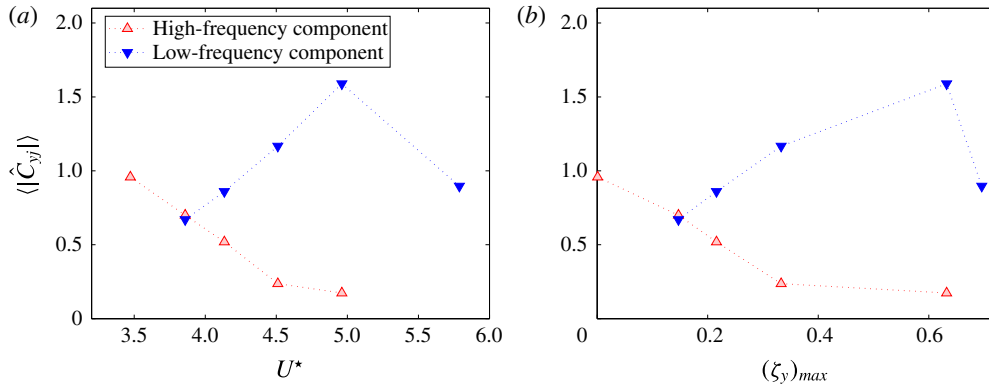 (a)
High-frequency component
Low-frequency component
2.0
1.5
1.0
0.5
0
⟨|Ĉyj|⟩
3.5 4.0 4.5 5.0 5.5 6.0
U⋆
(b)
2.0
1.5
1.0
0.5
0
0.2 0.4 0.6
(ζy)max